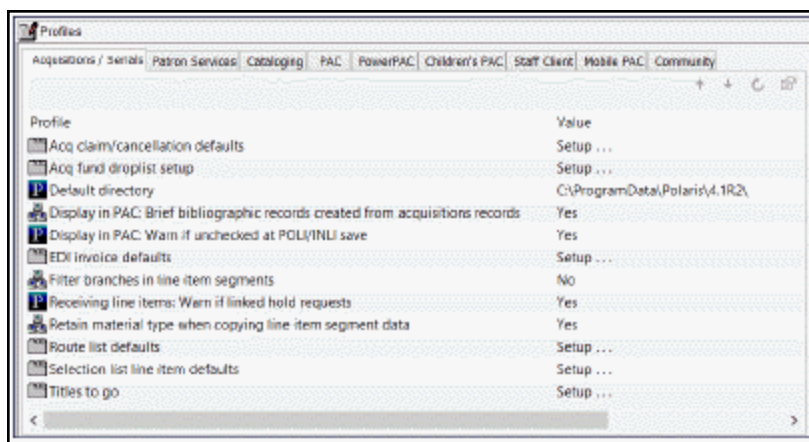 Profiles
Acquisitions / Serials Patron Services Cataloging PAC PowerPAC Children's PAC Staff Client Mobile PAC Community
Profile Value
Acq claim/cancellation defaults Setup ...
Acq fund droplist setup Setup ...
Default directory C:\ProgramData\Polaris\4.1R2\
Display in PAC: Brief bibliographic records created from acquisitions records Yes
Display in PAC: Warn if unchecked at POLI/INLI save Yes
EDI invoice defaults Setup ...
Filter branches in line item segments No
Receiving line items: Warn if linked hold requests Yes
Retain material type when copying line item segment data Yes
Route list defaults Setup ...
Selection list line item defaults Setup ...
Titles to go Setup ...